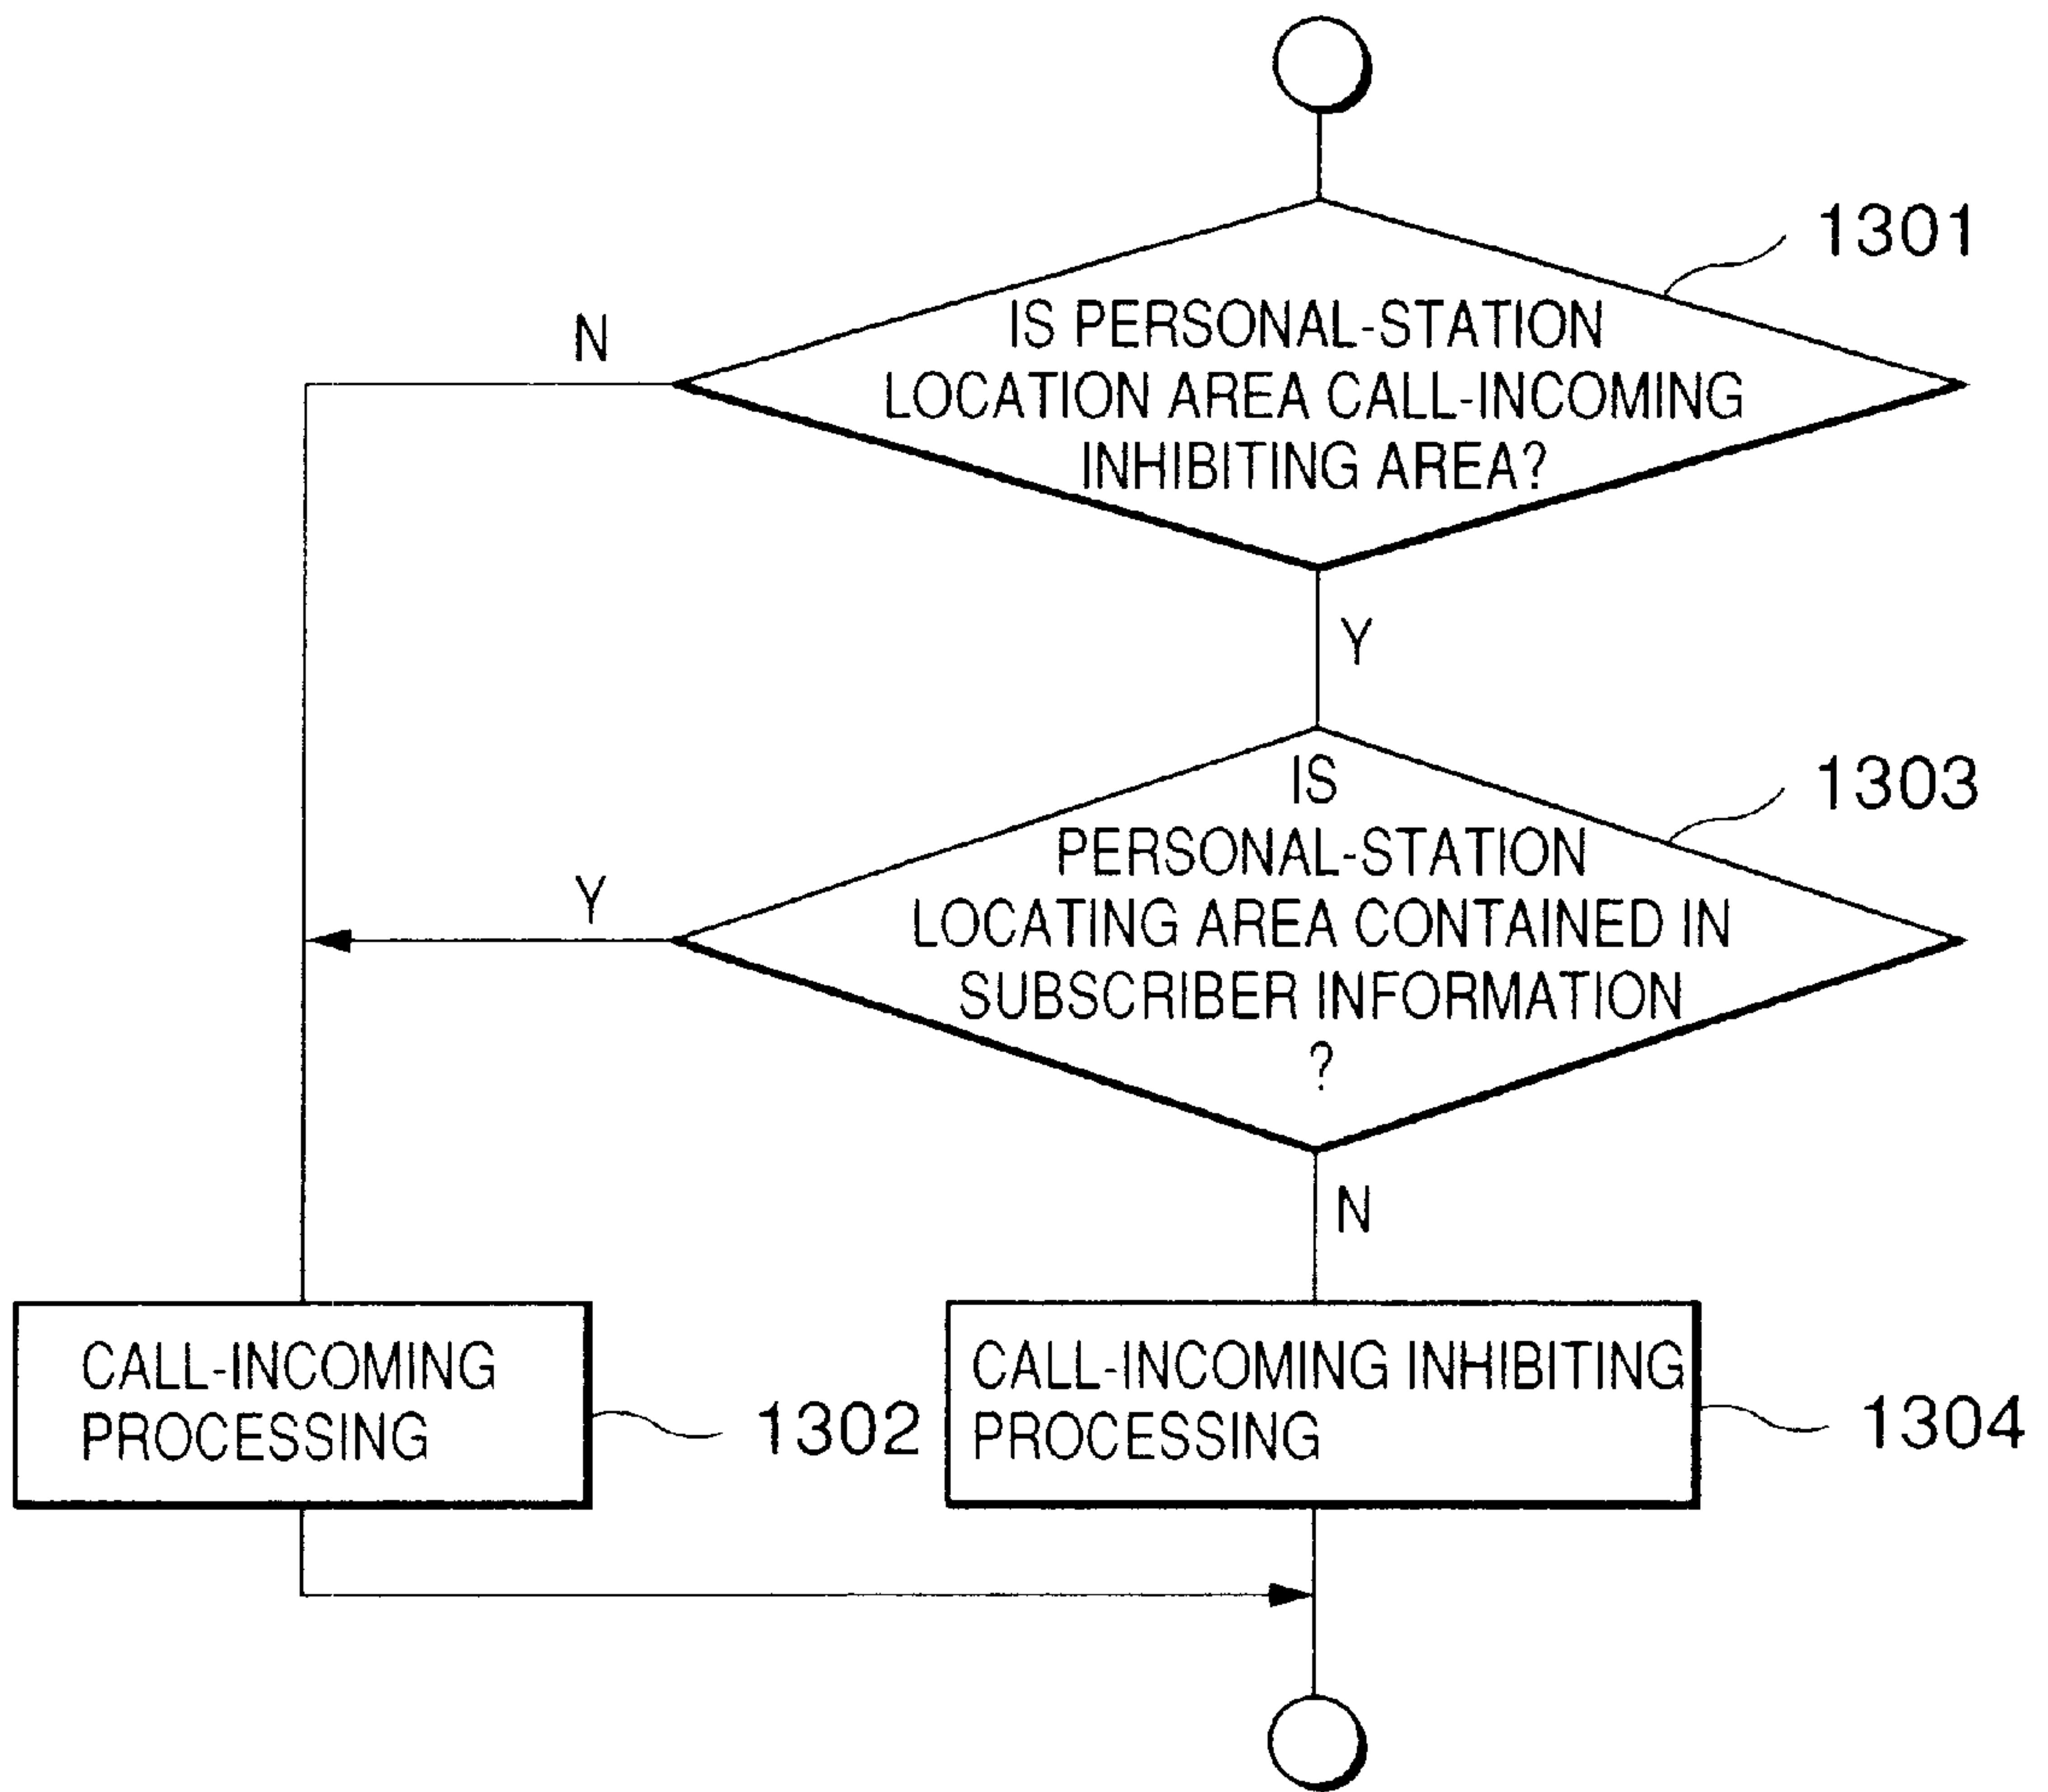 1301
IS PERSONAL-STATION
LOCATION AREA CALL-INCOMING
INHIBITING AREA?
N
Y
1303
IS
PERSONAL-STATION
LOCATING AREA CONTAINED IN
SUBSCRIBER INFORMATION
?
Y
N
CALL-INCOMING
PROCESSING
1302
CALL-INCOMING INHIBITING
PROCESSING
1304